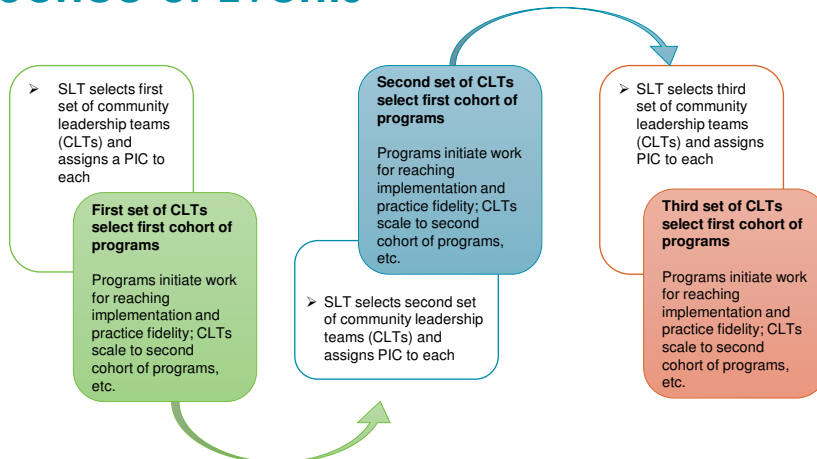 ➢ SLT selects first
set of community
leadership teams
(CLTs) and
assigns a PIC to
each
First set of CLTs
select first cohort of
programs
Programs initiate work
for reaching
implementation and
practice fidelity; CLTs
scale to second
cohort of programs,
etc.
Second set of CLTs
select first cohort of
programs
Programs initiate work
for reaching
implementation and
practice fidelity; CLTs
scale to second
cohort of programs,
etc.
➢ SLT selects second set
of community leadership
teams (CLTs) and
assigns PIC to each
➢ SLT selects third
set of community
leadership teams
(CLTs) and assigns
PIC to each
Third set of CLTs
select first cohort of
programs
Programs initiate work
for reaching
implementation and
practice fidelity; CLTs
scale to second
cohort of programs,
etc.